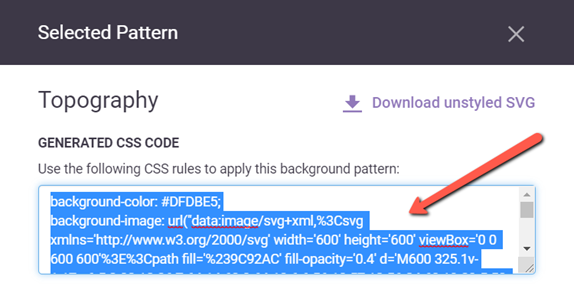 Selected Pattern
Topography
Download unstyled SVG
GENERATED CSS CODE
Use the following CSS rules to apply this background pattern:
background-color: #DFDBE5;
background-image: url("data:image/svg+xml,%3Csvg
xmlns='http://www.w3.org/2000/svg' width='600' height='600' viewBox='0 0
600 600'%3E%3Cpath fill='%239C92AC' fill-opacity='0.4' d='M600 325.1v-